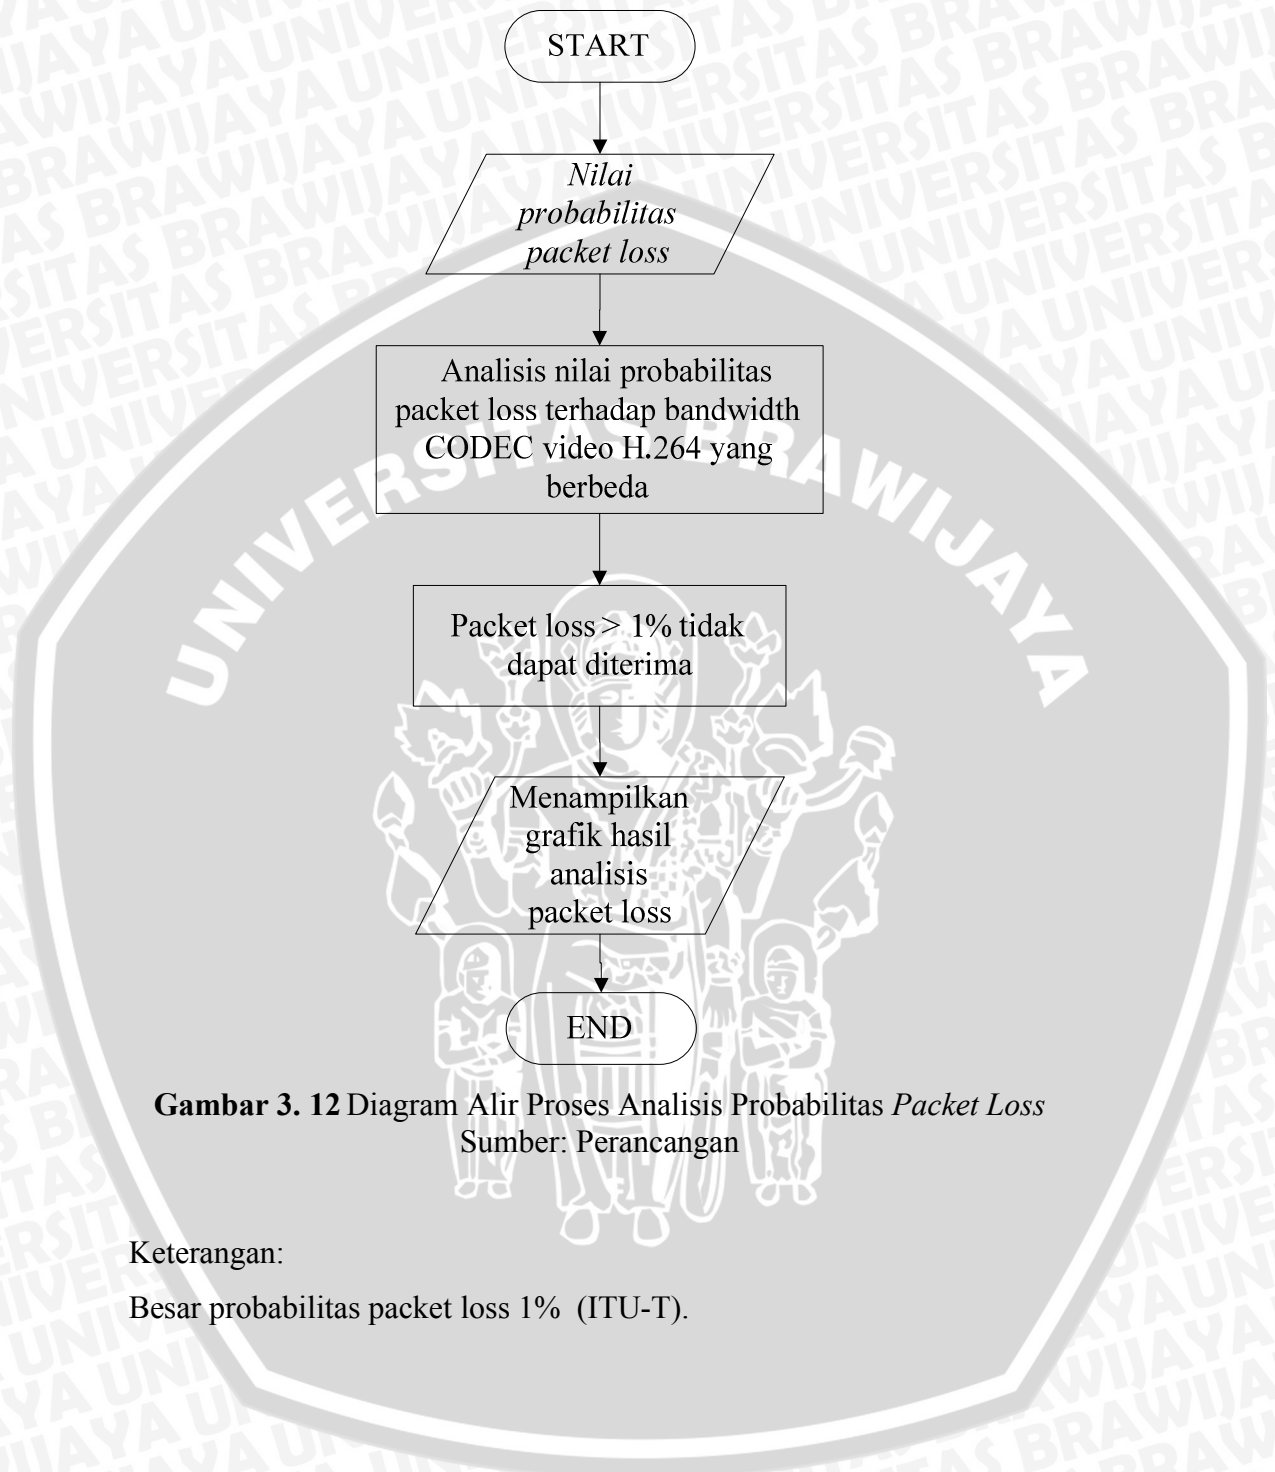 START
Nilai
probabilitas
packet loss
Analisis nilai probabilitas
packet loss terhadap bandwidth
CODEC video H.264 yang
berbeda
Packet loss > 1% tidak
dapat diterima
Menampilkan
grafik hasil
analisis
packet loss
END
Gambar 3. 12 Diagram Alir Proses Analisis Probabilitas Packet Loss
Sumber: Perancangan
Keterangan:
Besar probabilitas packet loss 1% (ITU-T).
UNIVERSITAS BRAWIJAYA